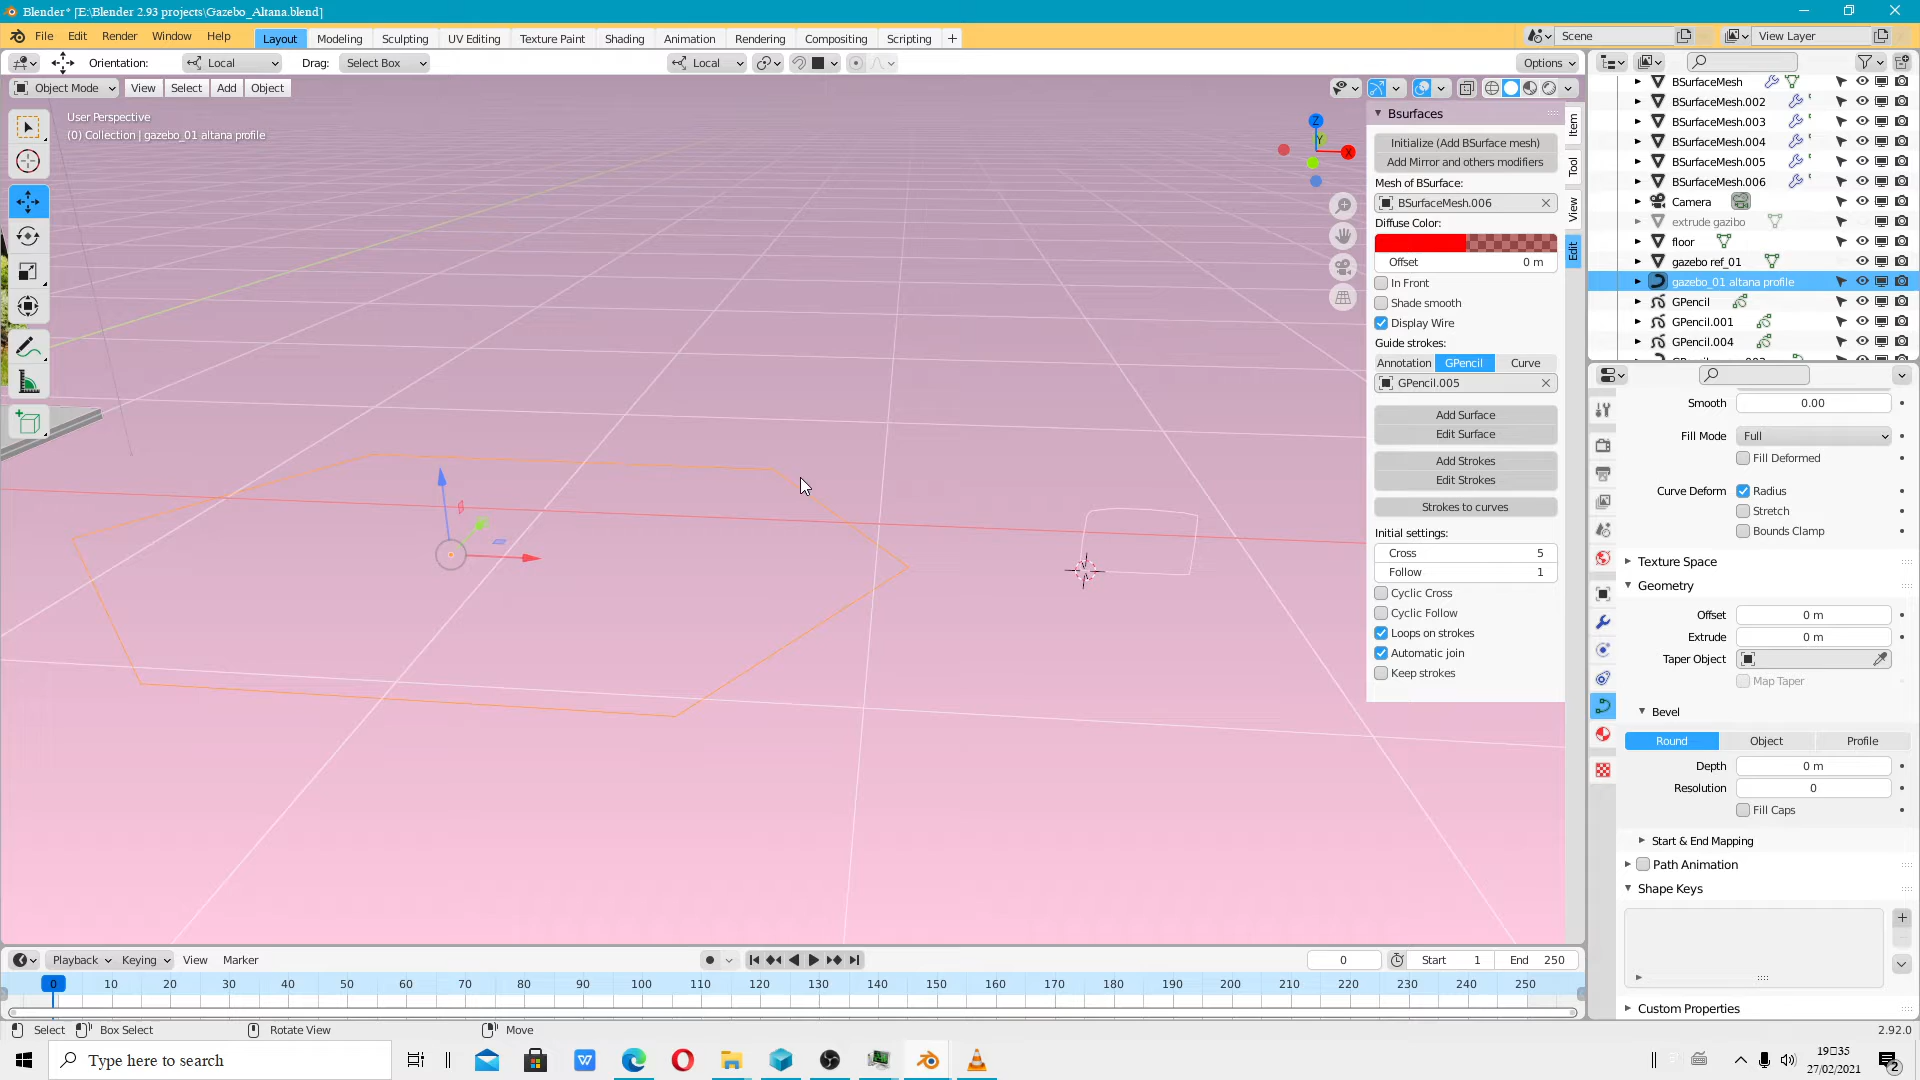 Blender* [E:\Blender 2.93 projects\Gazebo_Altana.blend]
File Edit Render Window Help
Layout Modeling Sculpting UV Editing Texture Paint Shading Animation Rendering Compositing Scripting +
Scene
View Layer
Orientation: Local Drag: Select Box
Local
Options
Object Mode View Select Add Object
User Perspective
(0) Collection | gazebo_01 altana profile
Z
Y
X
Bsurfaces
Initialize (Add BSurface mesh)
Add Mirror and others modifiers
Mesh of BSurface:
BSurfaceMesh.006
Diffuse Color:
Offset 0 m
In Front
Shade smooth
Display Wire
Guide strokes:
Annotation GPencil Curve
GPencil.005
Add Surface
Edit Surface
Add Strokes
Edit Strokes
Strokes to curves
Initial settings:
Cross 5
Follow 1
Cyclic Cross
Cyclic Follow
Loops on strokes
Automatic join
Keep strokes
Item
Tool
View
Edit
BSurfaceMesh
BSurfaceMesh.002
BSurfaceMesh.003
BSurfaceMesh.004
BSurfaceMesh.005
BSurfaceMesh.006
Camera
extrude gazibo
floor
gazebo ref_01
gazebo_01 altana profile
GPencil
GPencil.001
GPencil.004
Smooth 0.00
Fill Mode Full
Fill Deformed
Curve Deform Radius
Stretch
Bounds Clamp
Texture Space
Geometry
Offset 0 m
Extrude 0 m
Taper Object
Map Taper
Bevel
Round Object Profile
Depth 0 m
Resolution 0
Fill Caps
Start & End Mapping
Path Animation
Shape Keys
Custom Properties
Playback Keying View Marker
0 Start 1 End 250
0 10 20 30 40 50 60 70 80 90 100 110 120 130 140 150 160 170 180 190 200 210 220 230 240 250
Select Box Select Rotate View Move
2.92.0
Type here to search
19:35
27/02/2021
2